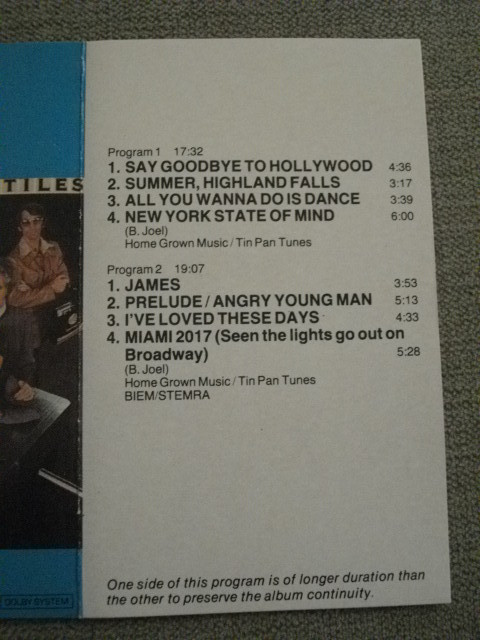 TILES
Program 1 17:32
1. SAY GOODBYE TO HOLLYWOOD 4:36
2. SUMMER, HIGHLAND FALLS 3:17
3. ALL YOU WANNA DO IS DANCE 3:39
4. NEW YORK STATE OF MIND 6:00
(B. Joel)
Home Grown Music/Tin Pan Tunes
Program 2 19:07
1. JAMES 3:53
2. PRELUDE/ANGRY YOUNG MAN 5:13
3. I'VE LOVED THESE DAYS 4:33
4. MIAMI 2017 (Seen the lights go out on
Broadway) 5:28
(B. Joel)
Home Grown Music/Tin Pan Tunes
BIEM/STEMRA
One side of this program is of longer duration than
the other to preserve the album continuity.
DOLBY SYSTEM